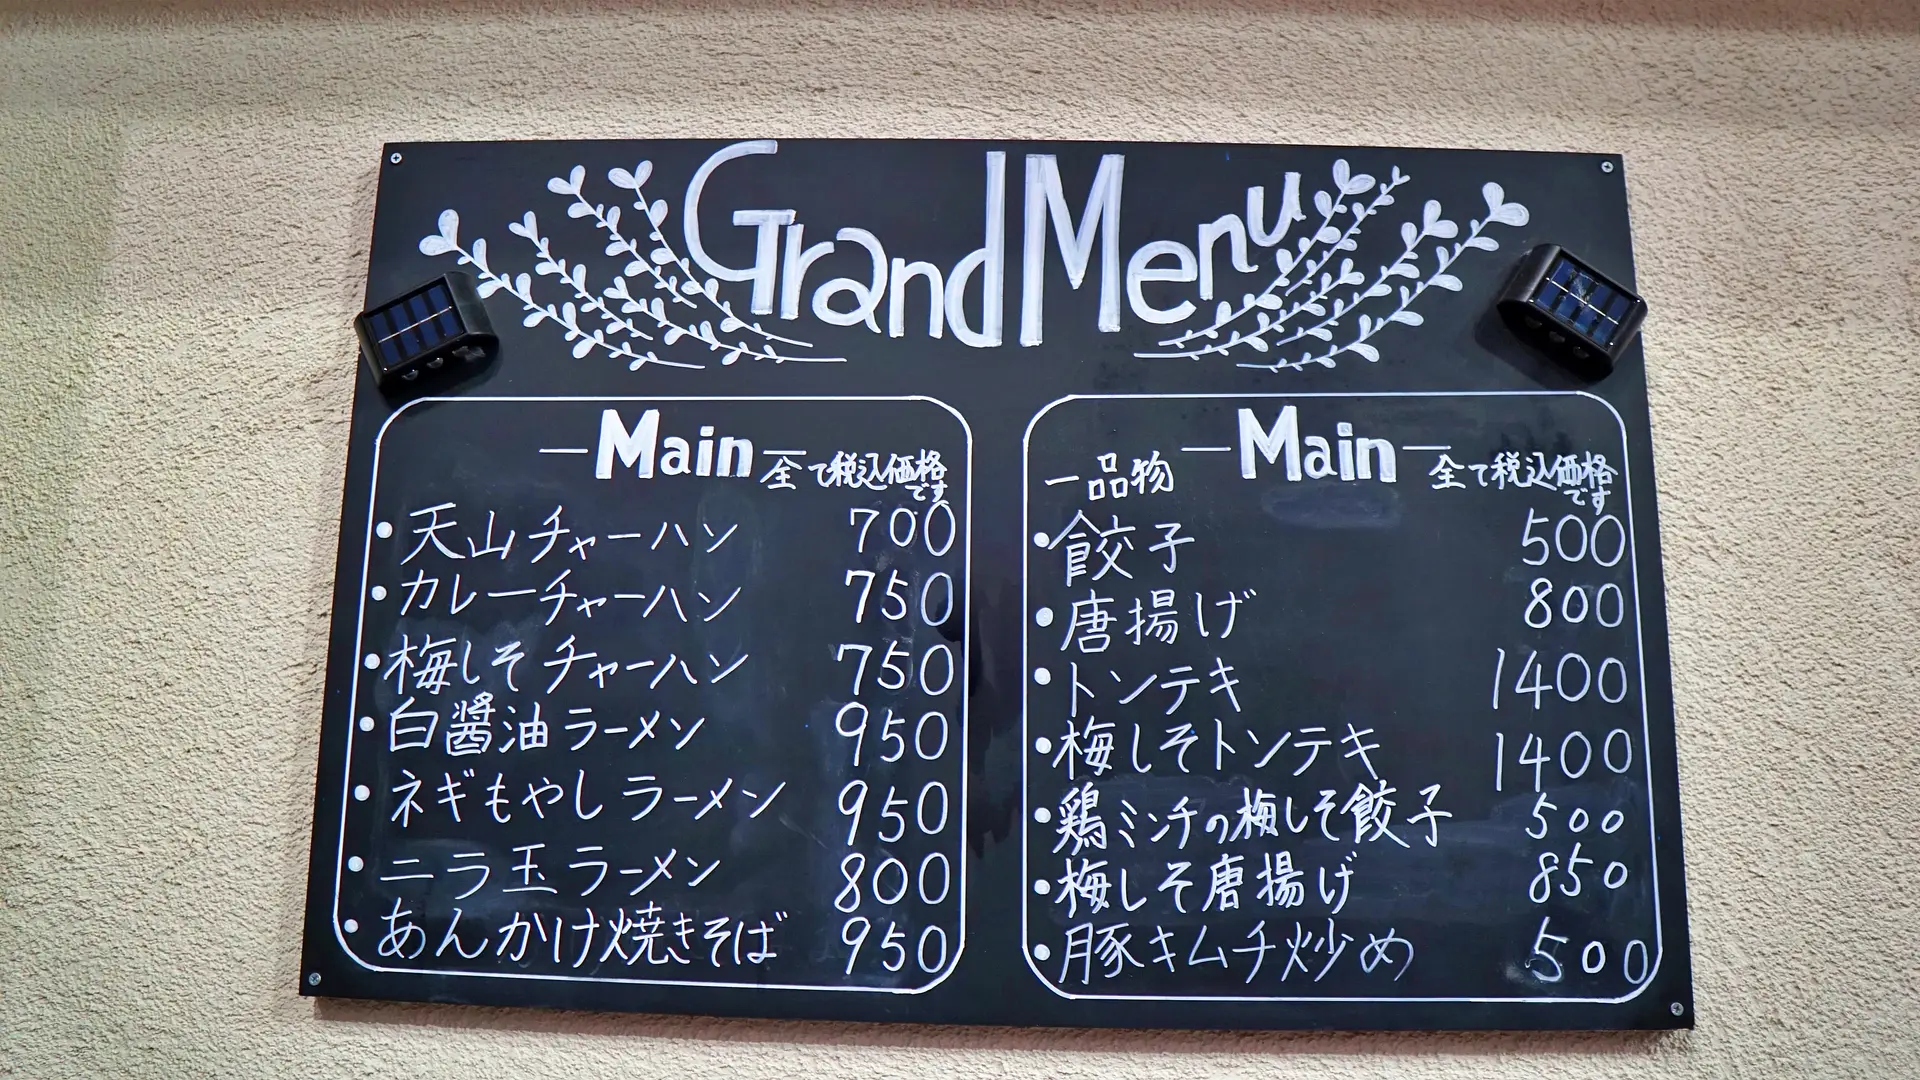 Grand Menu
Main 全て税込価格です
天山チャーハン 700
カレーチャーハン 750
梅しそチャーハン 750
白醤油ラーメン 950
ネギもやしラーメン 950
ニラ玉ラーメン 800
あんかけ焼きそば 950
一品物 Main 全て税込価格です
餃子 500
唐揚げ 800
トンテキ 1400
梅しそトンテキ 1400
鶏ミンチの梅しそ餃子 500
梅しそ唐揚げ 850
豚キムチ炒め 500